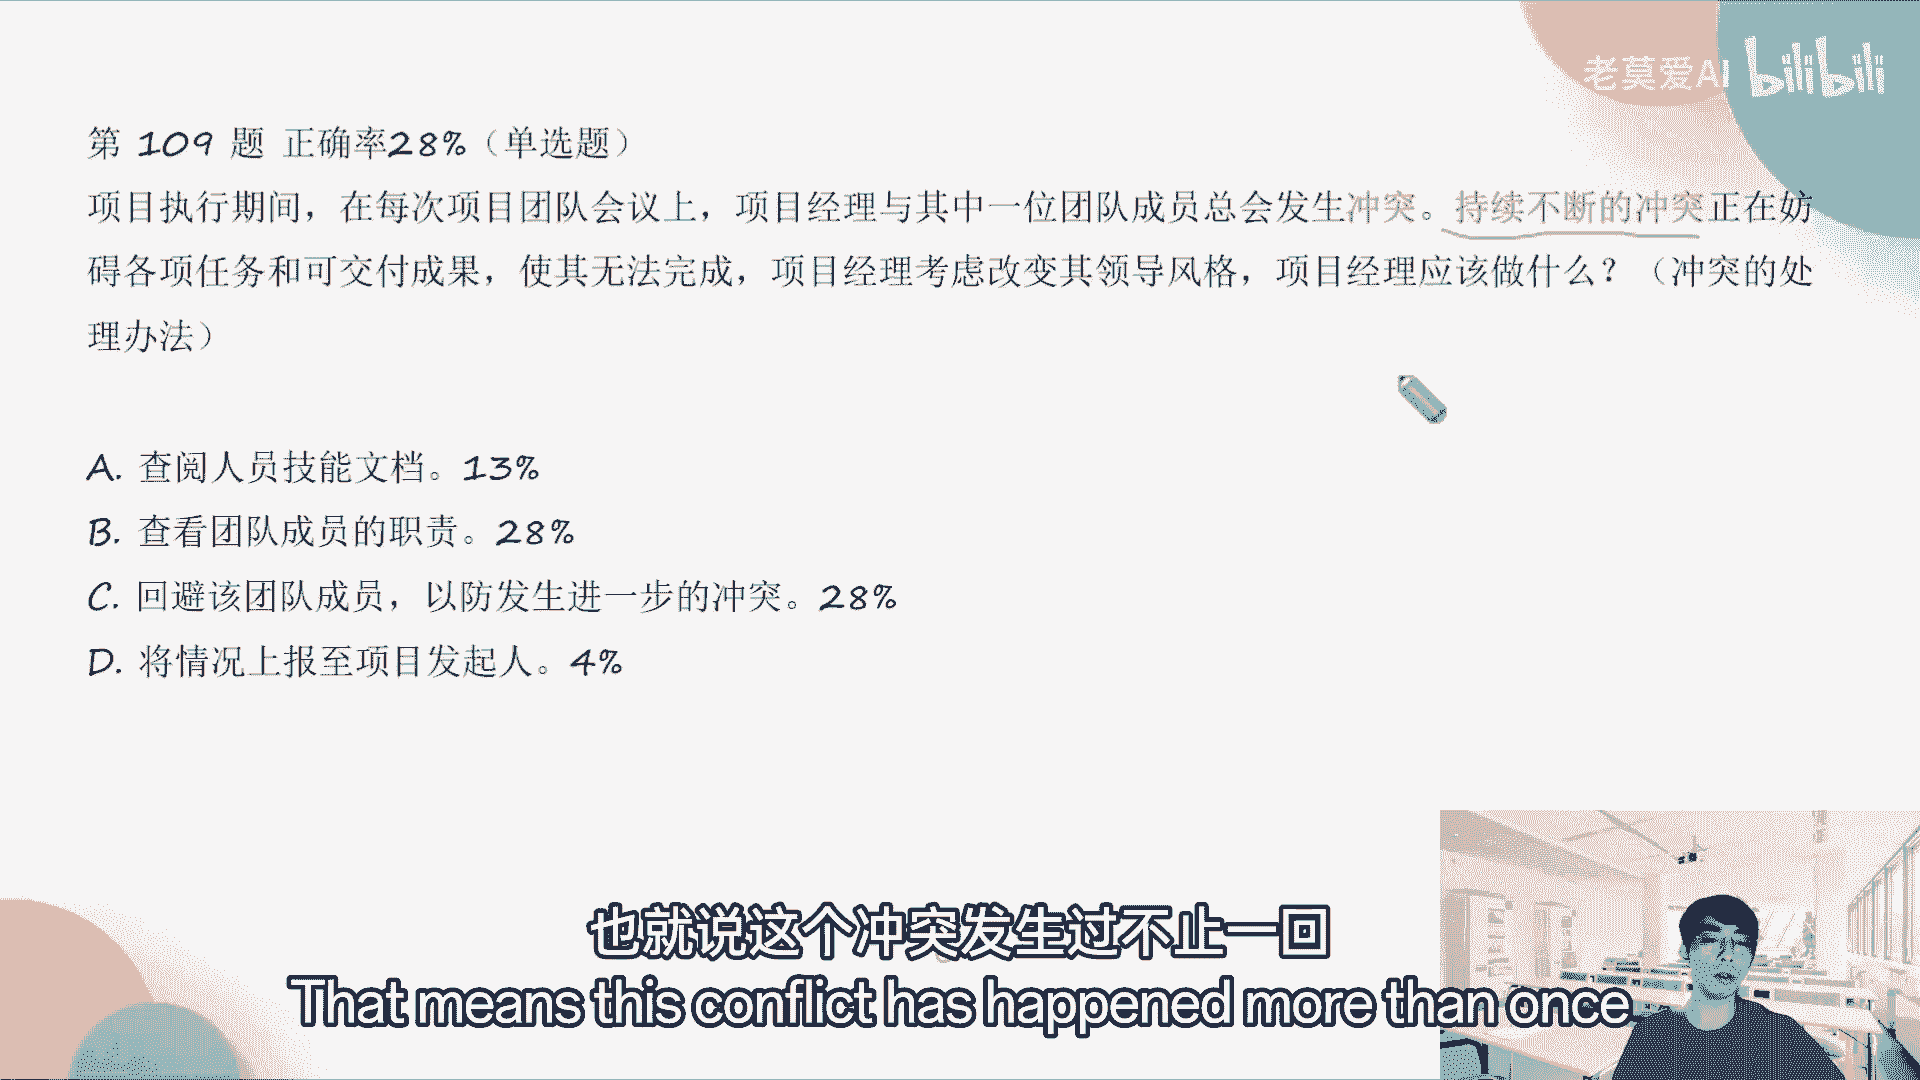 老莫爱AI bilibili
第 109 题 正确率28%（单选题）
项目执行期间，在每次项目团队会议上，项目经理与其中一位团队成员总会发生冲突。持续不断的冲突正在妨
碍各项任务和可交付成果，使其无法完成，项目经理考虑改变其领导风格，项目经理应该做什么？（冲突的处
理办法）
A. 查阅人员技能文档。13%
B. 查看团队成员的职责。28%
C. 回避该团队成员，以防发生进一步的冲突。28%
D. 将情况上报至项目发起人。4%
也就说这个冲突发生过不止一回
That means this conflict has happened more than once